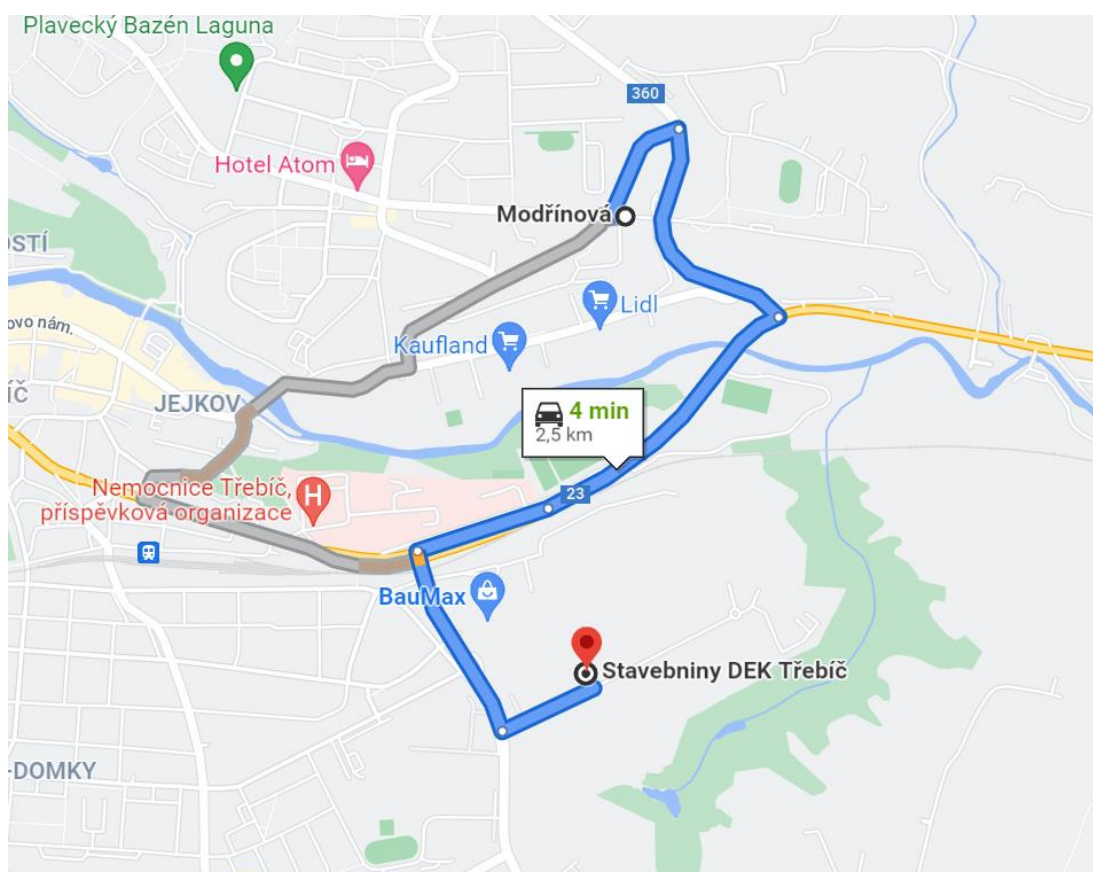 Plavecký Bazén Laguna
360
Hotel Atom
Modřínová
STÍ
Lidl
ovo nám.
Kaufland
ÍČ
JEJKOV
4 min
2,5 km
Nemocnice Třebíč,
příspěvková organizace
H
23
BauMax
Stavebniny DEK Třebíč
-DOMKY